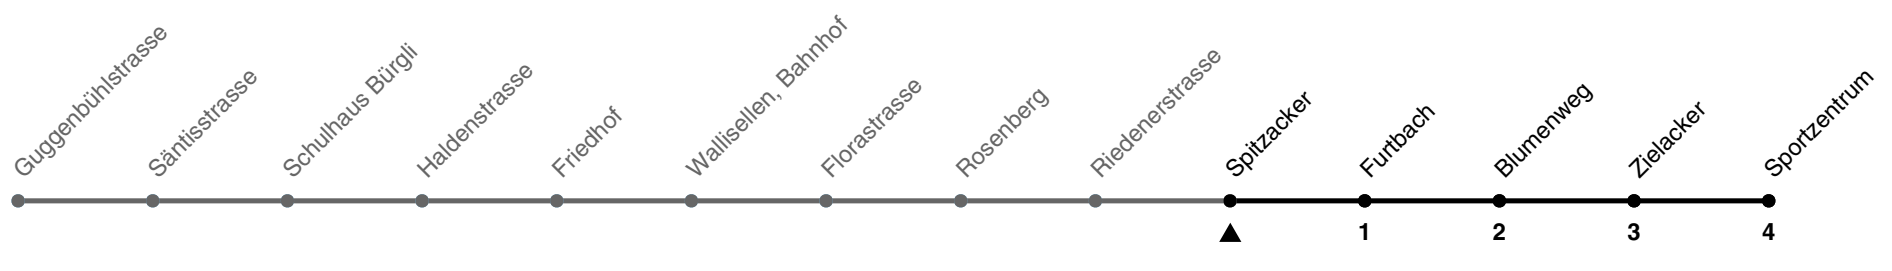 Guggenbühlstrasse
Säntisstrasse
Schulhaus Bürgli
Haldenstrasse
Friedhof
Wallisellen, Bahnhof
Florastrasse
Rosenberg
Riedenerstrasse
Spitzacker
Furtbach
Blumenweg
Zielacker
Sportzentrum
1 2 3 4